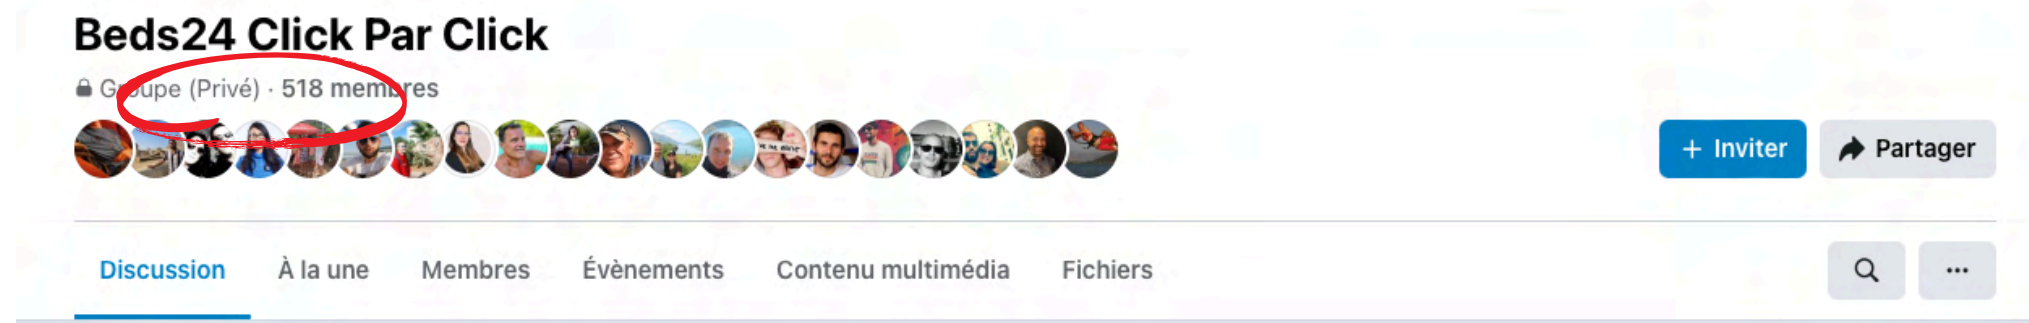 Beds24 Click Par Click
Groupe (Privé) · 518 membres
+ Inviter
Partager
Discussion
À la une
Membres
Évènements
Contenu multimédia
Fichiers